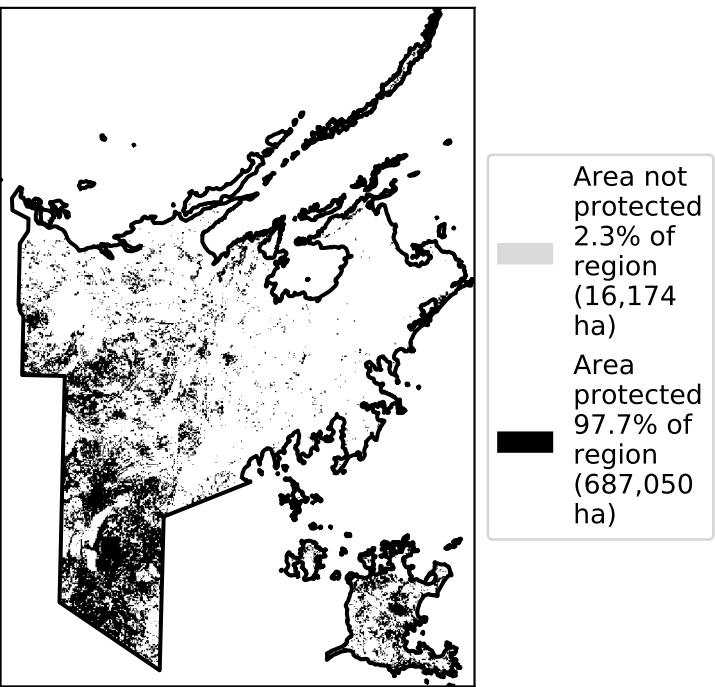 Area not
protected
2.3% of
region
(16,174
ha)
Area
protected
97.7% of
region
(687,050
ha)